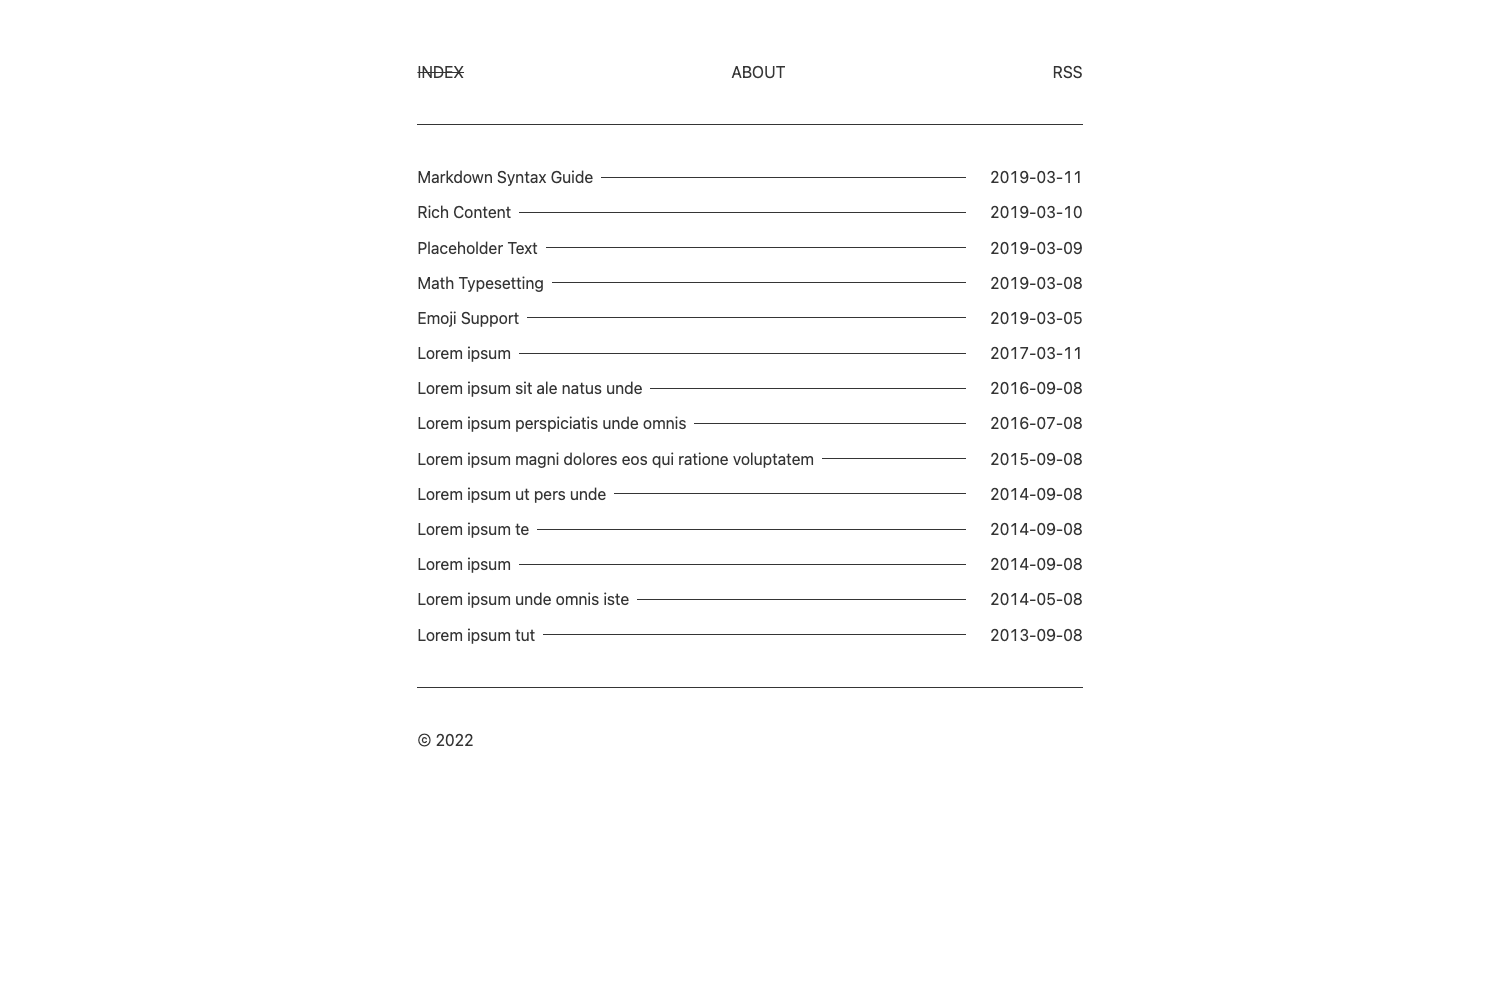 INDEX ABOUT RSS
Markdown Syntax Guide 2019-03-11
Rich Content 2019-03-10
Placeholder Text 2019-03-09
Math Typesetting 2019-03-08
Emoji Support 2019-03-05
Lorem ipsum 2017-03-11
Lorem ipsum sit ale natus unde 2016-09-08
Lorem ipsum perspiciatis unde omnis 2016-07-08
Lorem ipsum magni dolores eos qui ratione voluptatem 2015-09-08
Lorem ipsum ut pers unde 2014-09-08
Lorem ipsum te 2014-09-08
Lorem ipsum 2014-09-08
Lorem ipsum unde omnis iste 2014-05-08
Lorem ipsum tut 2013-09-08
© 2022